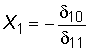 X₁ = − δ₁₀ / δ₁₁